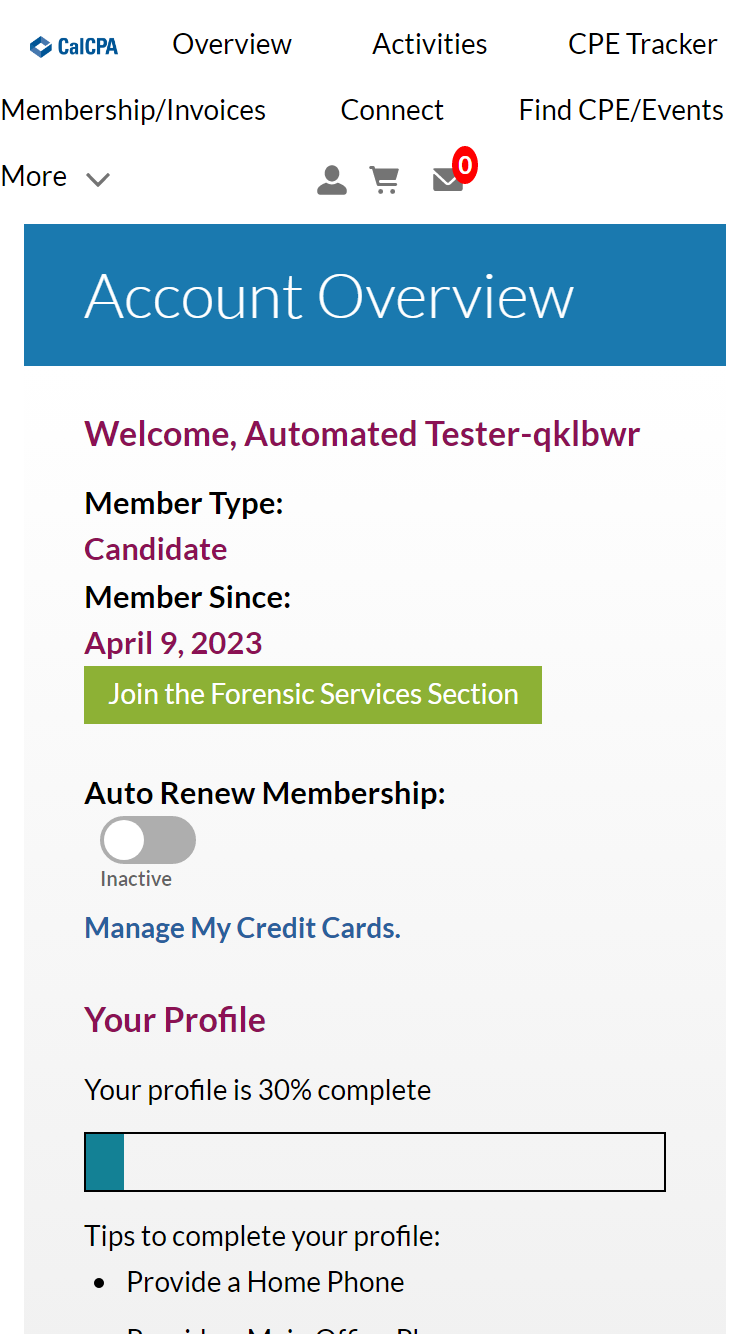 CalCPA Overview Activities CPE Tracker
Membership/Invoices Connect Find CPE/Events
More 0
Account Overview
Welcome, Automated Tester-qklbwr
Member Type:
Candidate
Member Since:
April 9, 2023
Join the Forensic Services Section
Auto Renew Membership:
Inactive
Manage My Credit Cards.
Your Profile
Your profile is 30% complete
Tips to complete your profile:
• Provide a Home Phone